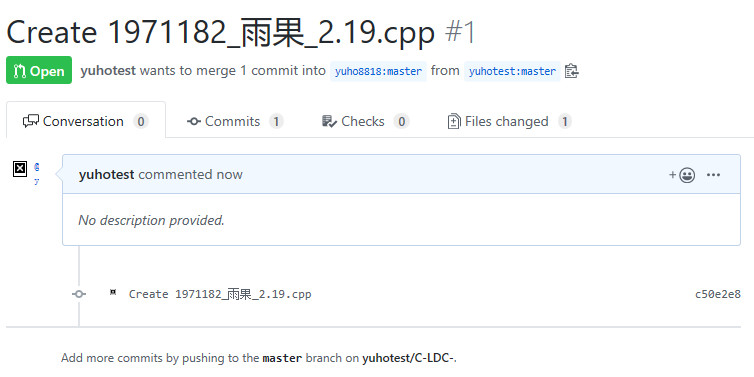 Create 1971182_雨果_2.19.cpp #1
Open yuhotest wants to merge 1 commit into yuho8818:master from yuhotest:master
Conversation 0 Commits 1 Checks 0 Files changed 1
yuhotest commented now
No description provided.
Create 1971182_雨果_2.19.cpp c50e2e8
Add more commits by pushing to the master branch on yuhotest/C-LDC-.